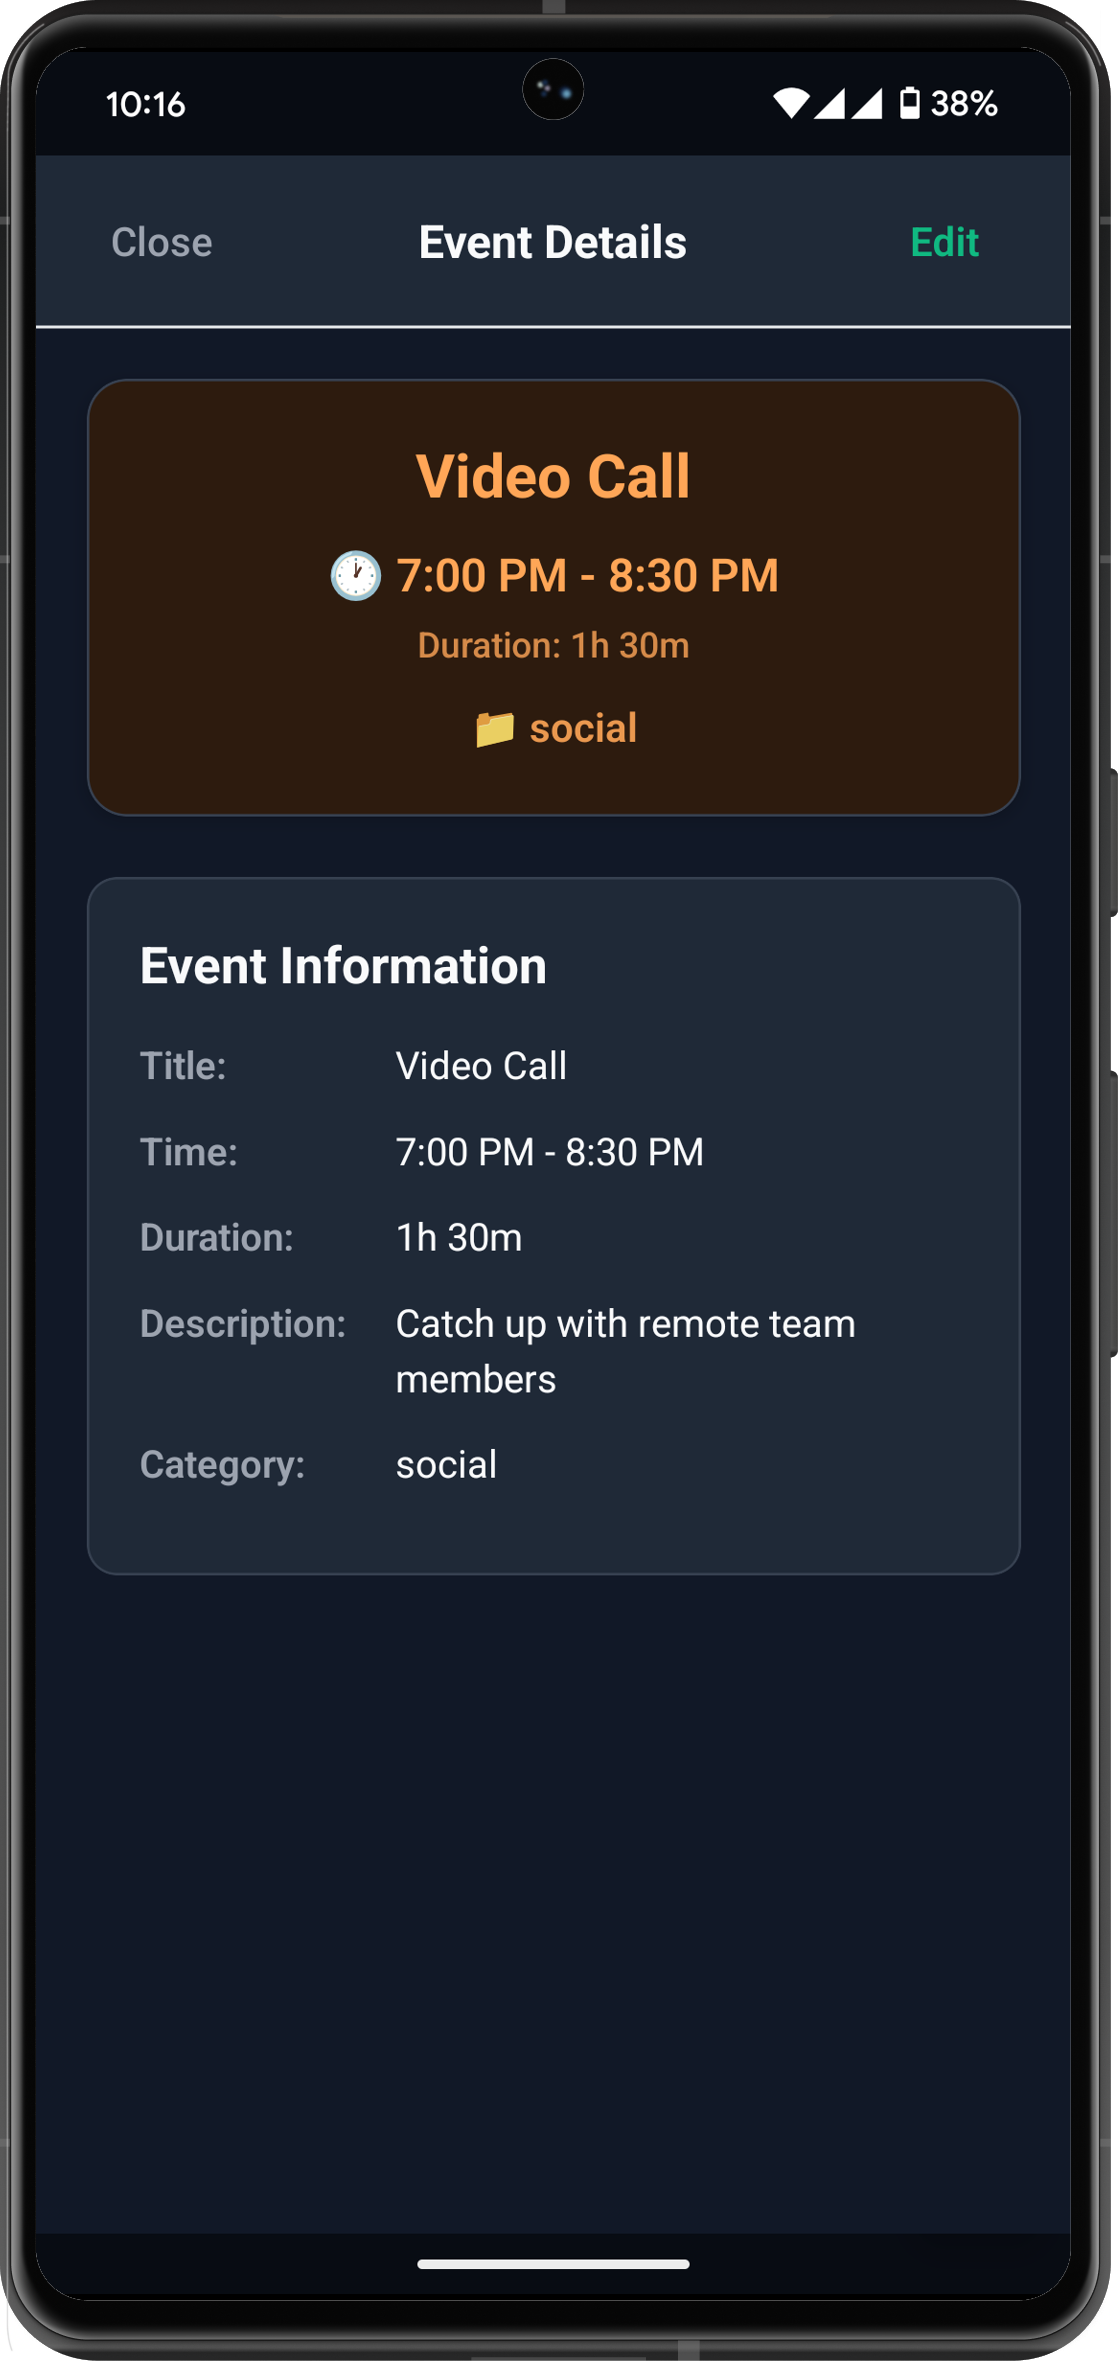 10:16
38%
Close
Event Details
Edit
Video Call
7:00 PM - 8:30 PM
Duration: 1h 30m
social
Event Information
Title: Video Call
Time: 7:00 PM - 8:30 PM
Duration: 1h 30m
Description: Catch up with remote team
members
Category: social